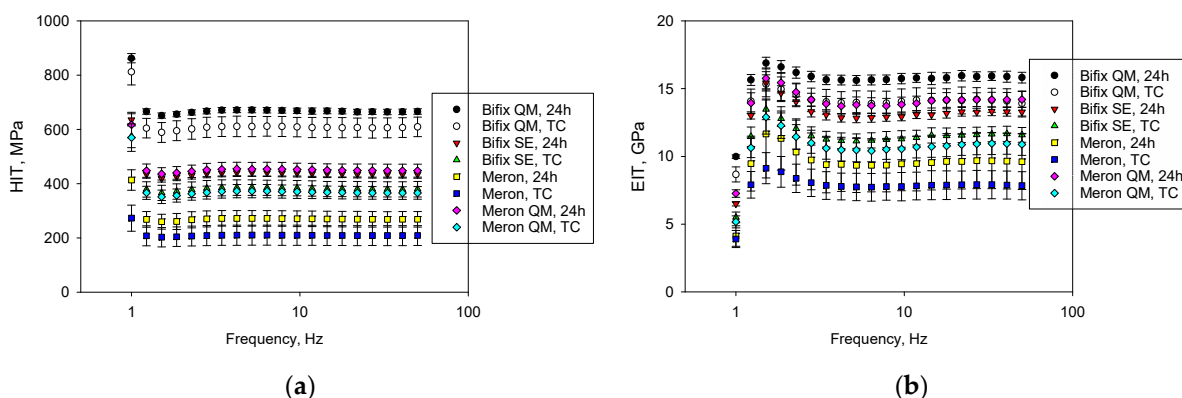 1000
800
600
400
200
0
HIT, MPa
1
10
100
Frequency, Hz
Bifix QM, 24h
Bifix QM, TC
Bifix SE, 24h
Bifix SE, TC
Meron, 24h
Meron, TC
Meron QM, 24h
Meron QM, TC
(a)
20
15
10
5
0
EIT, GPa
1
10
100
Frequency, Hz
Bifix QM, 24h
Bifix QM, TC
Bifix SE, 24h
Bifix SE, TC
Meron, 24h
Meron, TC
Meron QM, 24h
Meron QM, TC
(b)